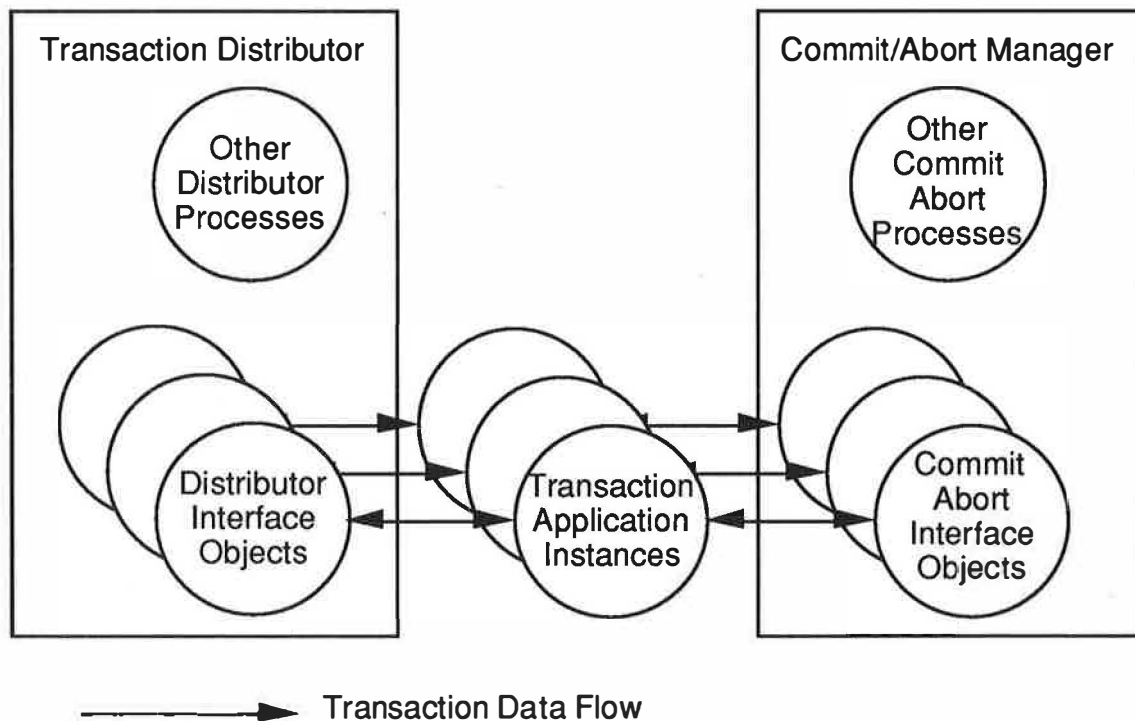 Transaction Distributor
Commit/Abort Manager
Other
Distributor
Processes
Other
Commit
Abort
Processes
Distributor
Interface
Objects
Transaction
Application
Instances
Commit
Abort
Interface
Objects
Transaction Data Flow